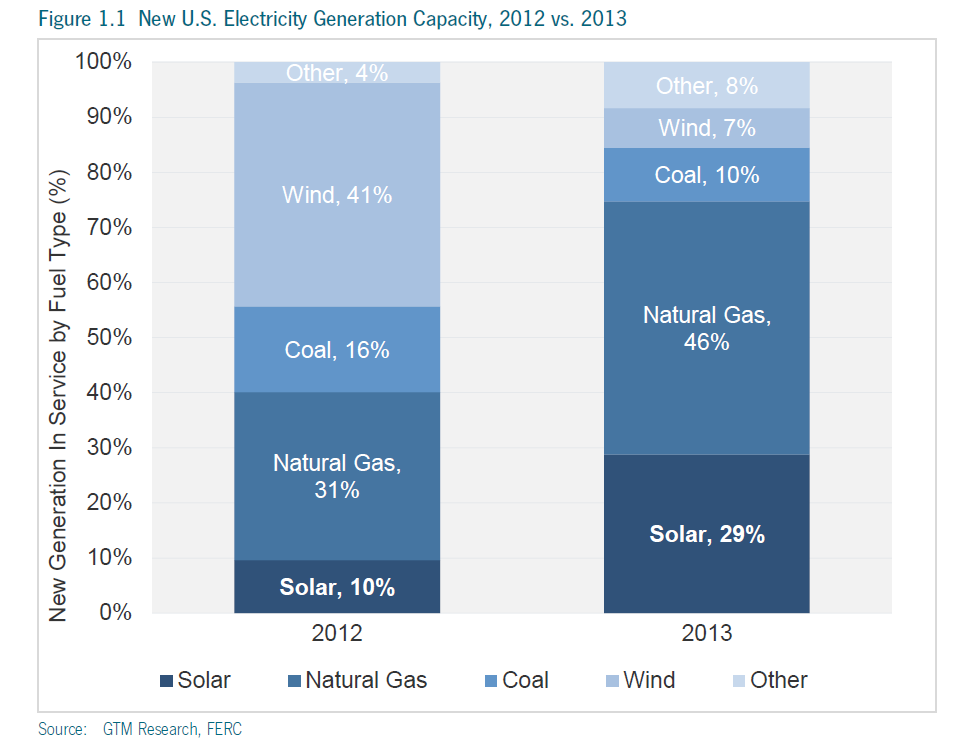 Figure 1.1 New U.S. Electricity Generation Capacity, 2012 vs. 2013
New Generation In Service by Fuel Type (%)
100%
90%
80%
70%
60%
50%
40%
30%
20%
10%
0%
Other, 4%
Wind, 41%
Coal, 16%
Natural Gas,
31%
Solar, 10%
Other, 8%
Wind, 7%
Coal, 10%
Natural Gas,
46%
Solar, 29%
2012
2013
Solar
Natural Gas
Coal
Wind
Other
Source: GTM Research, FERC